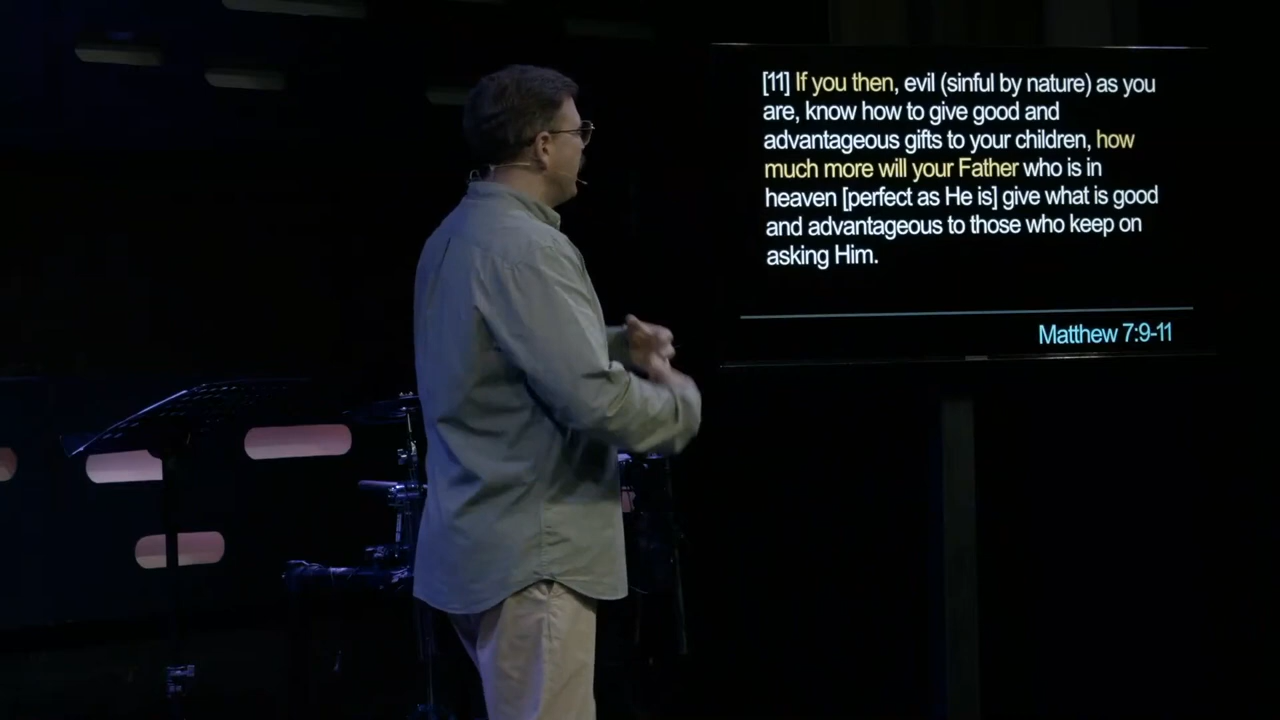 [11] If you then, evil (sinful by nature) as you
are, know how to give good and
advantageous gifts to your children, how
much more will your Father who is in
heaven [perfect as He is] give what is good
and advantageous to those who keep on
asking Him.
Matthew 7:9-11